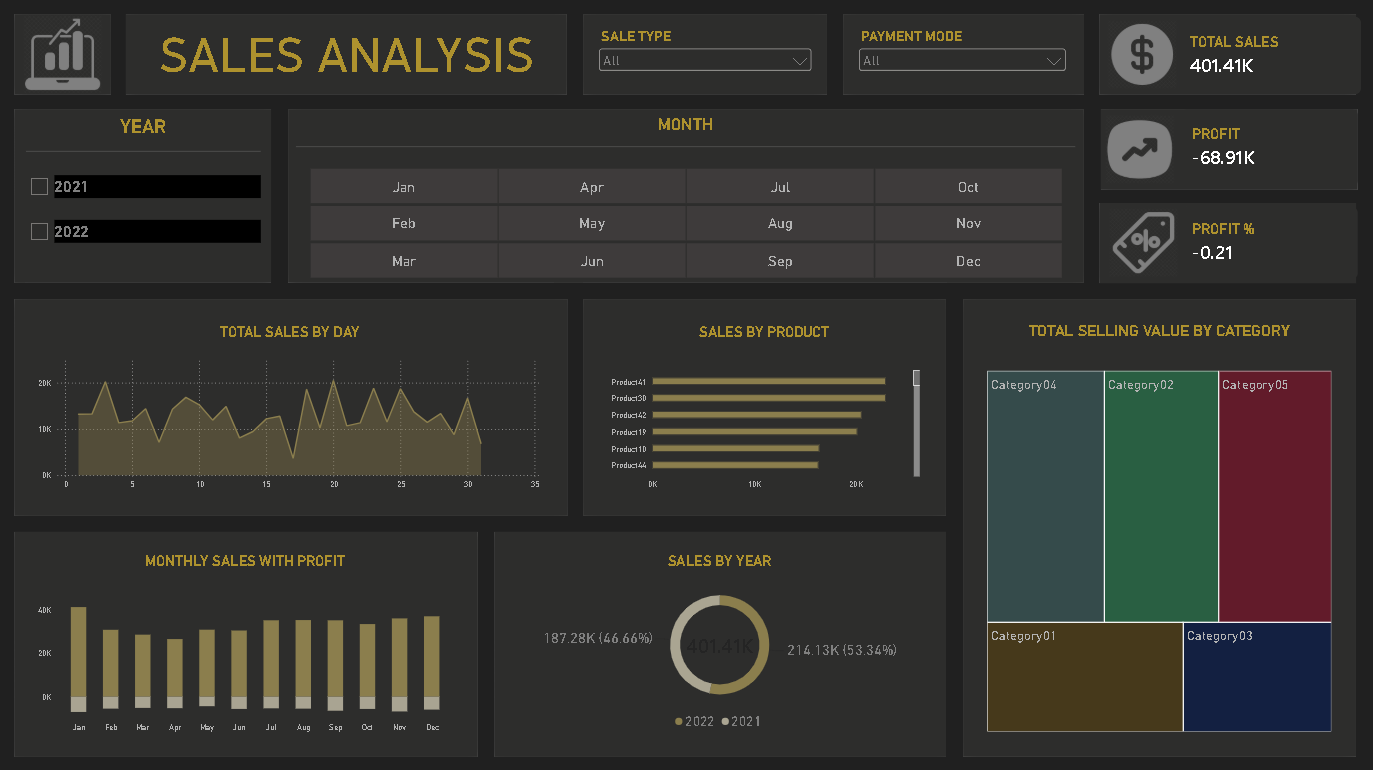 SALES ANALYSIS
SALE TYPE
All
PAYMENT MODE
All
TOTAL SALES
401.41K
YEAR
2021
2022
MONTH
Jan Apr Jul Oct
Feb May Aug Nov
Mar Jun Sep Dec
PROFIT
-68.91K
%
PROFIT %
-0.21
TOTAL SALES BY DAY
20K
10K
0K
0 5 10 15 20 25 30 35
SALES BY PRODUCT
Product41
Product30
Product42
Product19
Product10
Product44
0K 10K 20K
TOTAL SELLING VALUE BY CATEGORY
Category04 Category02 Category05
Category01 Category03
MONTHLY SALES WITH PROFIT
40K
20K
0K
Jan Feb Mar Apr May Jun Jul Aug Sep Oct Nov Dec
SALES BY YEAR
187.28K (46.66%)
401.41K
214.13K (53.34%)
2022 2021